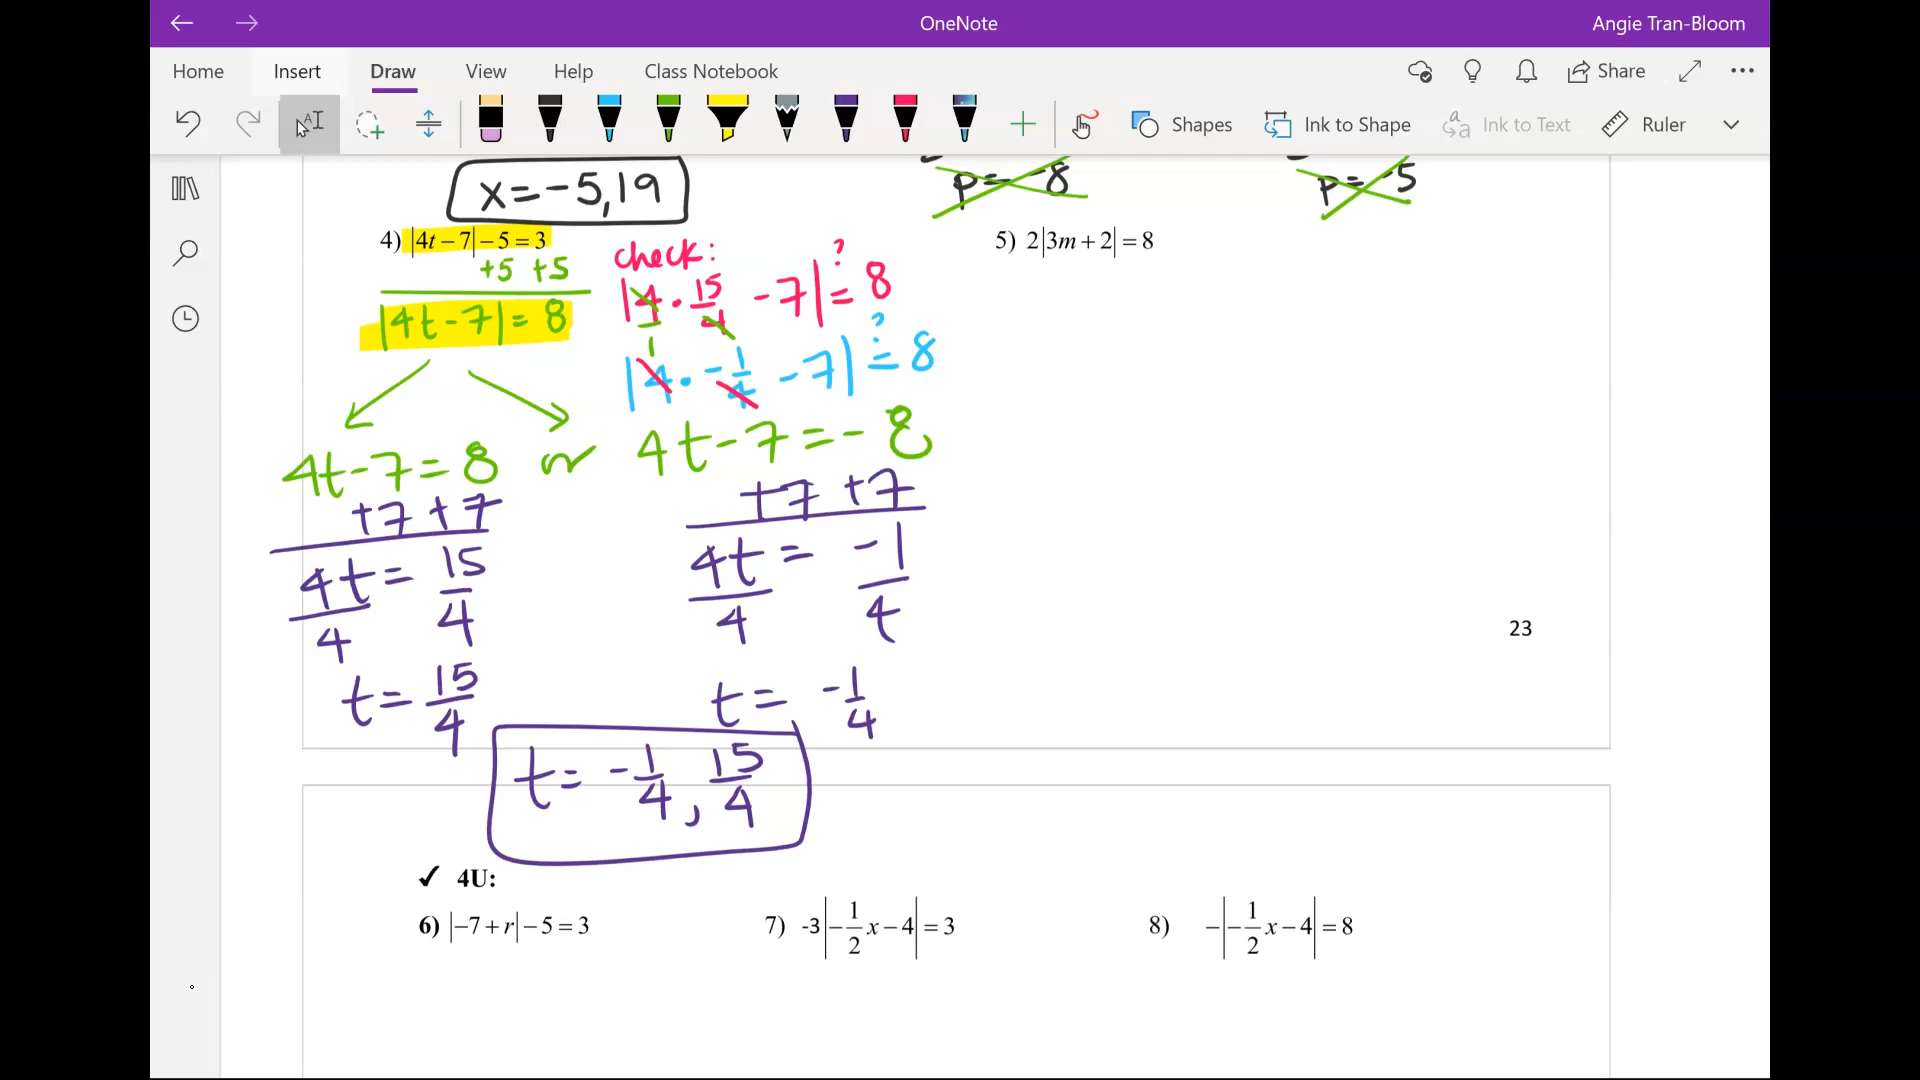 OneNote
Angie Tran-Bloom
Home Insert Draw View Help Class Notebook Share
Shapes Ink to Shape Ink to Text Ruler
x=-5,19
p=-8
p=-5
4) |4t-7|-5=3
+5 +5
|4t-7|=8
check:
|4·15/4 -7| ?= 8
1
|4·-1/4 -7| ?= 8
5) 2|3m+2|=8
4t-7=8 or 4t-7=-8
+7 +7 +7 +7
4t/4 = 15/4 4t/4 = -1/4
t=15/4 t=-1/4
t=-1/4, 15/4
23
✓ 4U:
6) |-7+r|-5=3 7) -3|-1/2x-4|=3 8) -|-1/2x-4|=8